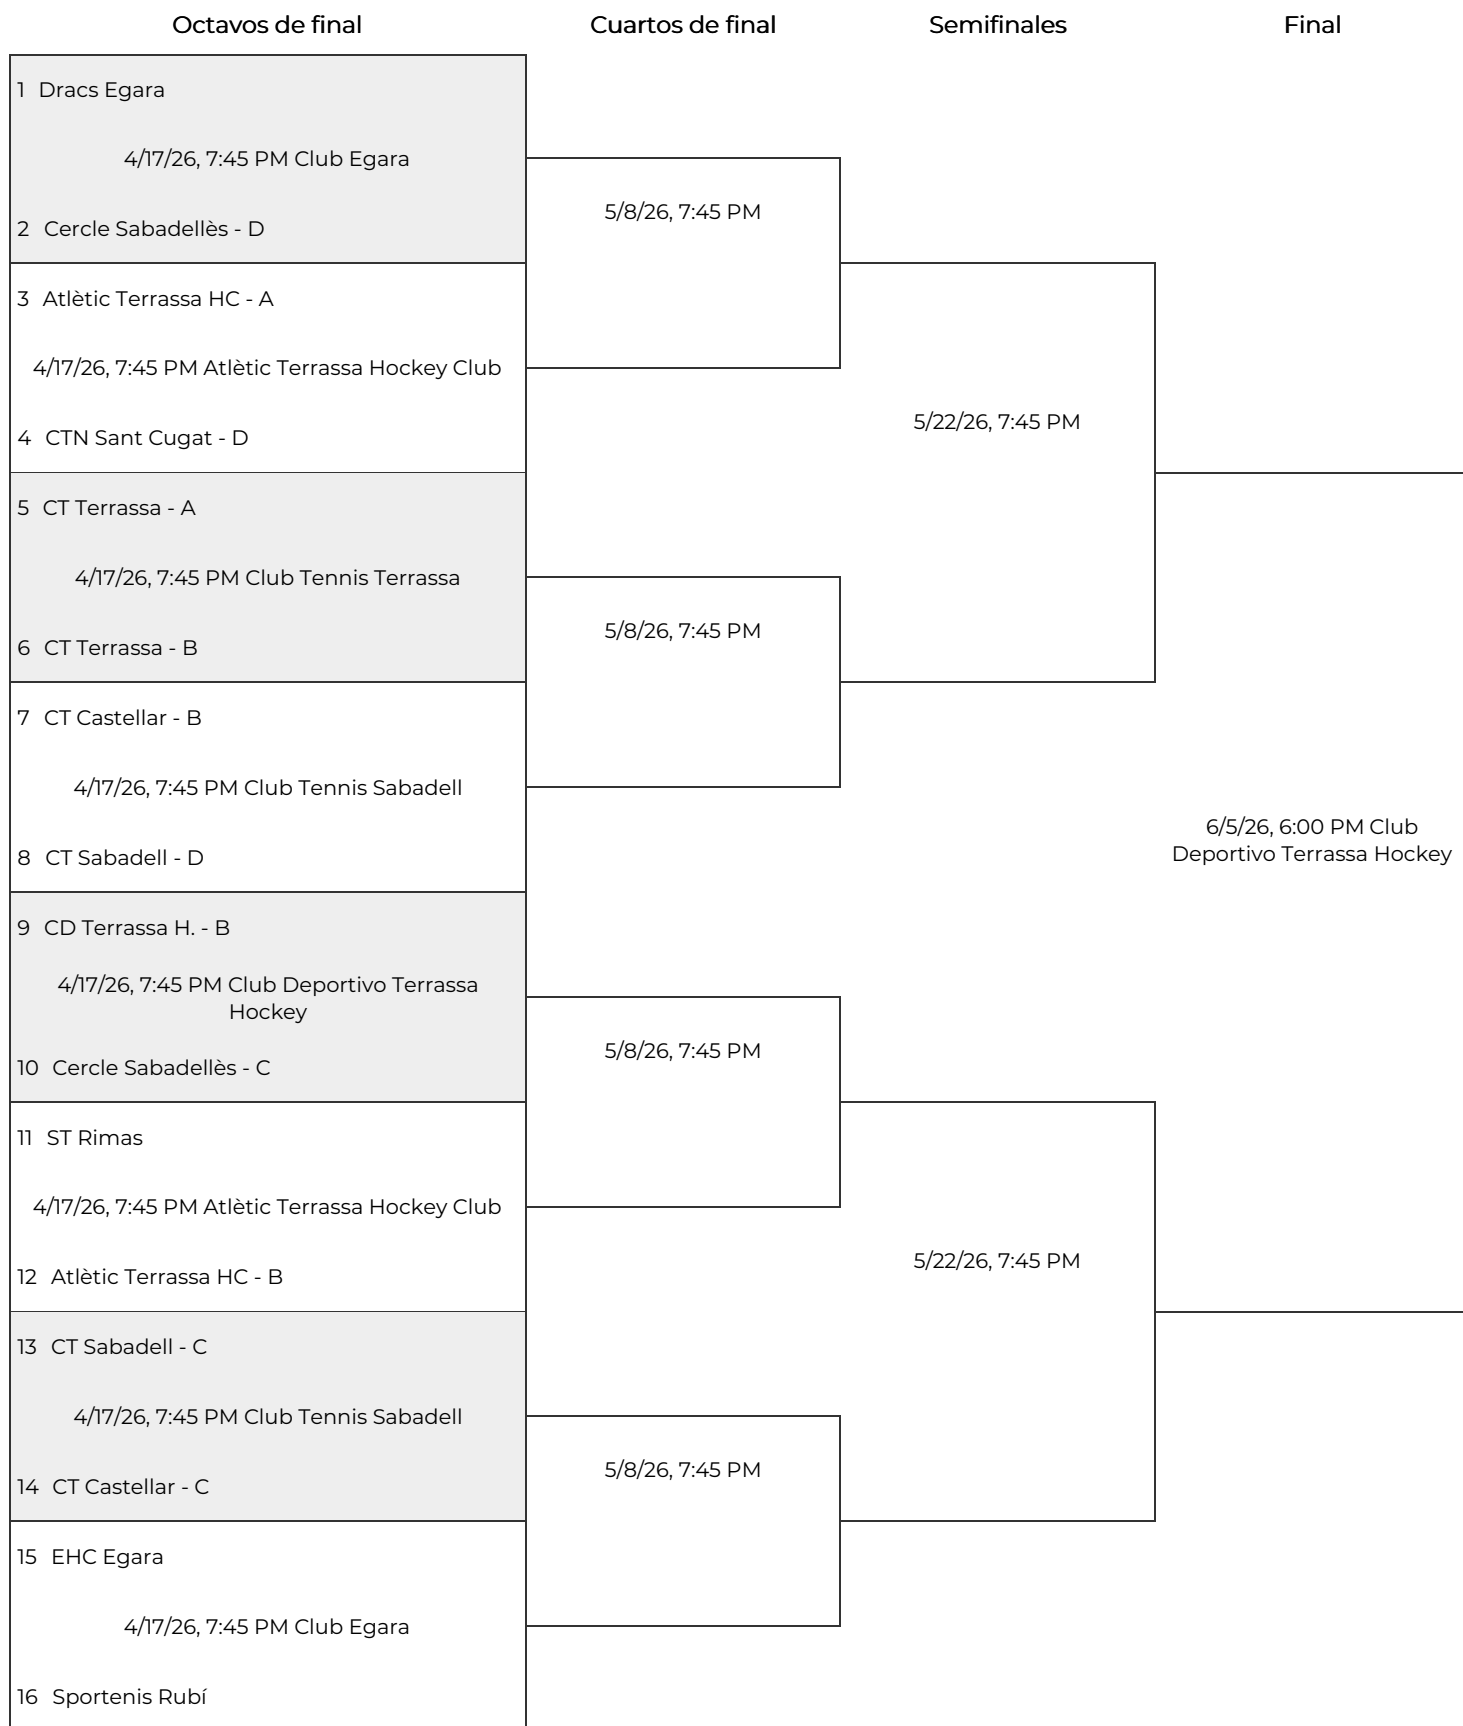 Octavos de final
Cuartos de final
Semifinales
Final
1 Dracs Egara
4/17/26, 7:45 PM Club Egara
2 Cercle Sabadellès - D
3 Atlètic Terrassa HC - A
4/17/26, 7:45 PM Atlètic Terrassa Hockey Club
4 CTN Sant Cugat - D
5 CT Terrassa - A
4/17/26, 7:45 PM Club Tennis Terrassa
6 CT Terrassa - B
7 CT Castellar - B
4/17/26, 7:45 PM Club Tennis Sabadell
8 CT Sabadell - D
9 CD Terrassa H. - B
4/17/26, 7:45 PM Club Deportivo Terrassa
Hockey
10 Cercle Sabadellès - C
11 ST Rimas
4/17/26, 7:45 PM Atlètic Terrassa Hockey Club
12 Atlètic Terrassa HC - B
13 CT Sabadell - C
4/17/26, 7:45 PM Club Tennis Sabadell
14 CT Castellar - C
15 EHC Egara
4/17/26, 7:45 PM Club Egara
16 Sportenis Rubí
5/8/26, 7:45 PM
5/8/26, 7:45 PM
5/8/26, 7:45 PM
5/8/26, 7:45 PM
5/22/26, 7:45 PM
5/22/26, 7:45 PM
6/5/26, 6:00 PM Club
Deportivo Terrassa Hockey